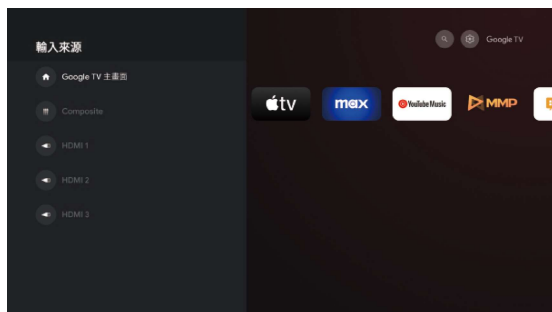 輸入來源
Google TV 主畫面
Composite
HDMI 1
HDMI 2
HDMI 3
Google TV
tv
max
YouTube Music
MMP